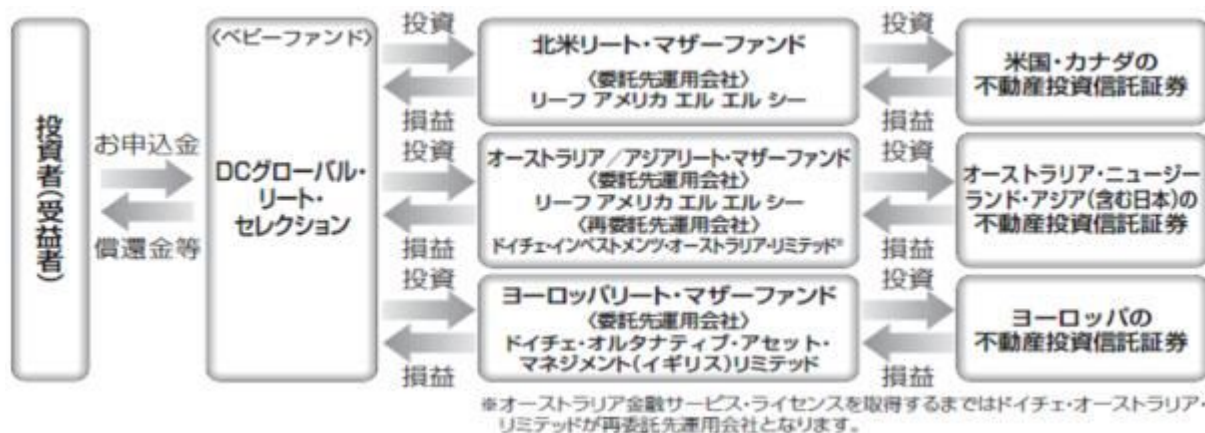 投資者(受益者)
お申込金
償還金等
〈ベビーファンド〉
DCグローバル・
リート・
セレクション
投資
損益
北米リート・マザーファンド
〈委託先運用会社〉
リーフ アメリカ エル エル シー
投資
損益
米国・カナダの
不動産投資信託証券
投資
損益
オーストラリア/アジアリート・マザーファンド
〈委託先運用会社〉
リーフ アメリカ エル エル シー
〈再委託先運用会社〉
ドイチェ・インベストメンツ・オーストラリア・リミテッド※
投資
損益
オーストラリア・ニュージー
ランド・アジア(含む日本)の
不動産投資信託証券
投資
損益
ヨーロッパリート・マザーファンド
〈委託先運用会社〉
ドイチェ・オルタナティブ・アセット・
マネジメント(イギリス)リミテッド
投資
損益
ヨーロッパの
不動産投資信託証券
※オーストラリア金融サービス・ライセンスを取得するまではドイチェ・オーストラリア・
リミテッドが再委託先運用会社となります。